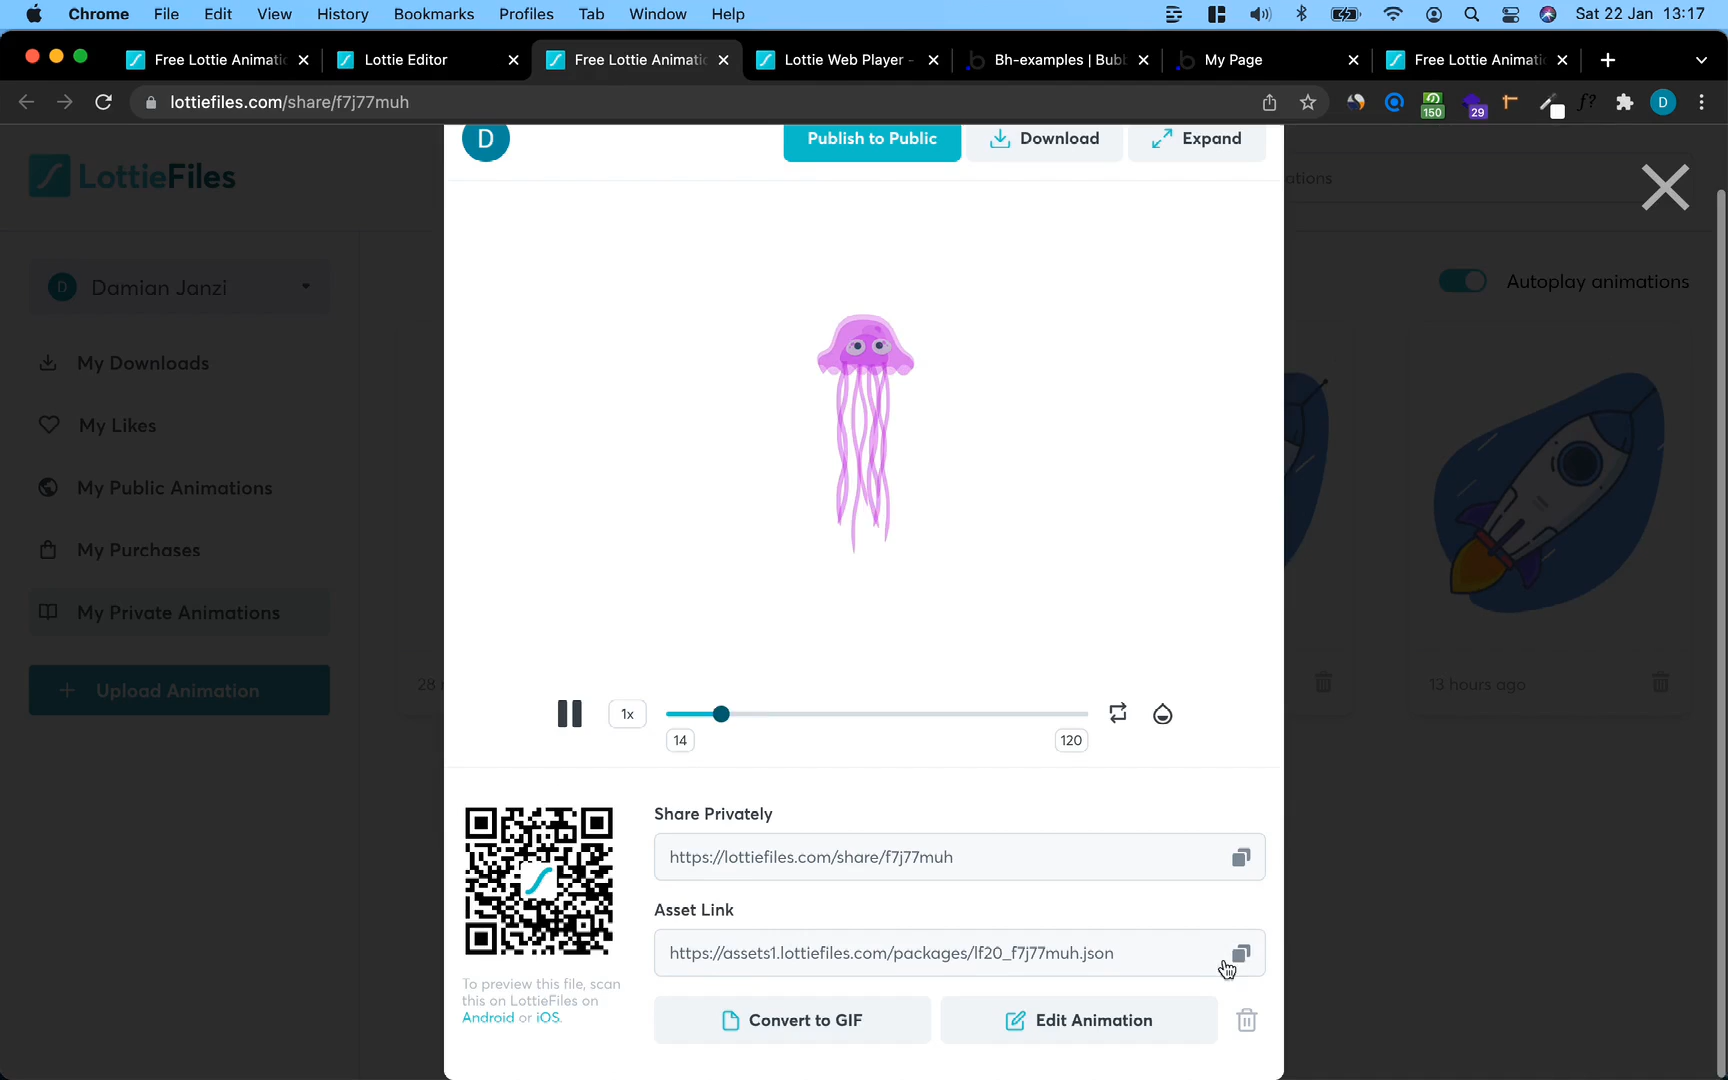 Chrome File Edit View History Bookmarks Profiles Tab Window Help Sat 22 Jan 13:17
Free Lottie Animati Lottie Editor Free Lottie Animati Lottie Web Player - Bh-examples | Bub My Page Free Lottie Animati
lottiefiles.com/share/f7j77muh 150 29 f? D
D Publish to Public Download Expand
LottieFiles ations
D Damian Janzi Autoplay animations
My Downloads
My Likes
My Public Animations
My Purchases
My Private Animations
Upload Animation
28 13 hours ago
1x
14 120
Share Privately
https://lottiefiles.com/share/f7j77muh
Asset Link
https://assets1.lottiefiles.com/packages/lf20_f7j77muh.json
To preview this file, scan
this on LottieFiles on
Android or iOS.
Convert to GIF Edit Animation